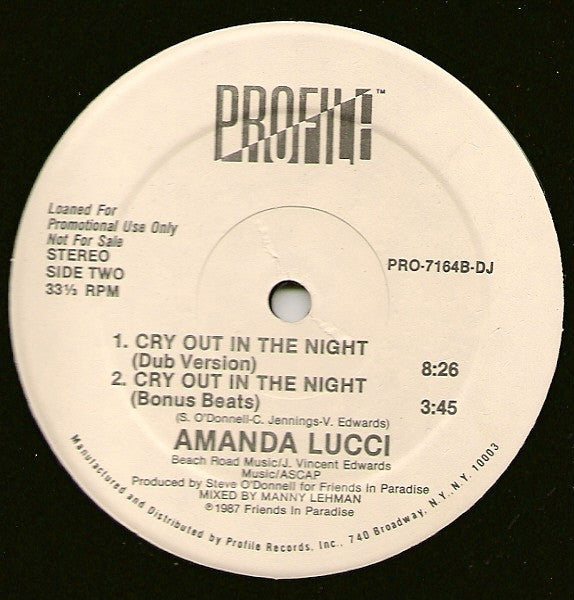 PROFILE™
Loaned For
Promotional Use Only
Not For Sale
STEREO
SIDE TWO
33⅓ RPM
PRO-7164B-DJ
1. CRY OUT IN THE NIGHT
(Dub Version) 8:26
2. CRY OUT IN THE NIGHT
(Bonus Beats) 3:45
(S. O'Donnell-C. Jennings-V. Edwards)
AMANDA LUCCI
Beach Road Music/J. Vincent Edwards
Music/ASCAP
Produced by Steve O'Donnell for Friends In Paradise
MIXED BY MANNY LEHMAN
℗1987 Friends In Paradise
Manufactured and Distributed by Profile Records, Inc., 740 Broadway, N.Y., N.Y. 10003